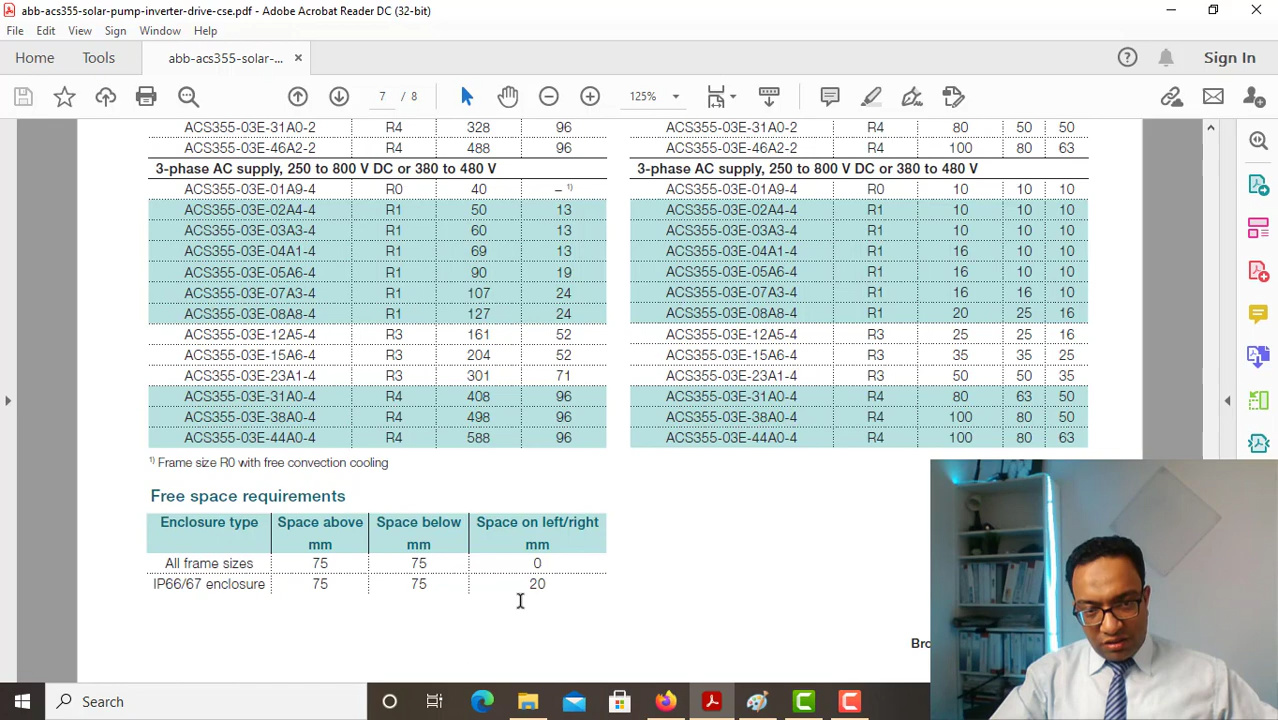 abb-acs355-solar-pump-inverter-drive-cse.pdf - Adobe Acrobat Reader DC (32-bit)
File Edit View Sign Window Help
Home Tools abb-acs355-solar-... × Sign In
7 / 8 125%
ACS355-03E-31A0-2 R4 328 96
ACS355-03E-46A2-2 R4 488 96
3-phase AC supply, 250 to 800 V DC or 380 to 480 V
ACS355-03E-01A9-4 R0 40 – 1)
ACS355-03E-02A4-4 R1 50 13
ACS355-03E-03A3-4 R1 60 13
ACS355-03E-04A1-4 R1 69 13
ACS355-03E-05A6-4 R1 90 19
ACS355-03E-07A3-4 R1 107 24
ACS355-03E-08A8-4 R1 127 24
ACS355-03E-12A5-4 R3 161 52
ACS355-03E-15A6-4 R3 204 52
ACS355-03E-23A1-4 R3 301 71
ACS355-03E-31A0-4 R4 408 96
ACS355-03E-38A0-4 R4 498 96
ACS355-03E-44A0-4 R4 588 96
1) Frame size R0 with free convection cooling
Free space requirements
Enclosure type Space above Space below Space on left/right
mm mm mm
All frame sizes 75 75 0
IP66/67 enclosure 75 75 20
ACS355-03E-31A0-2 R4 80 50 50
ACS355-03E-46A2-2 R4 100 80 63
3-phase AC supply, 250 to 800 V DC or 380 to 480 V
ACS355-03E-01A9-4 R0 10 10 10
ACS355-03E-02A4-4 R1 10 10 10
ACS355-03E-03A3-4 R1 10 10 10
ACS355-03E-04A1-4 R1 16 10 10
ACS355-03E-05A6-4 R1 16 10 10
ACS355-03E-07A3-4 R1 16 16 10
ACS355-03E-08A8-4 R1 20 25 16
ACS355-03E-12A5-4 R3 25 25 16
ACS355-03E-15A6-4 R3 35 35 25
ACS355-03E-23A1-4 R3 50 50 35
ACS355-03E-31A0-4 R4 80 63 50
ACS355-03E-38A0-4 R4 100 80 50
ACS355-03E-44A0-4 R4 100 80 63
Search